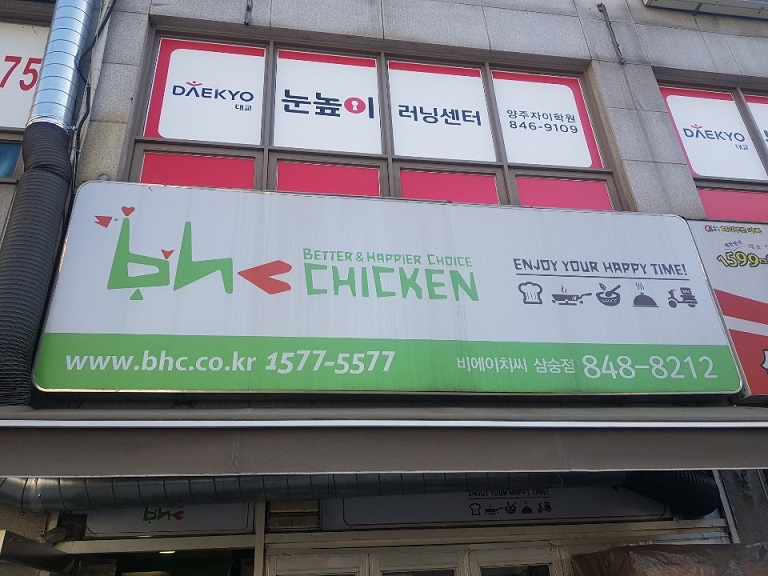 75
DAEKYO
대교
눈높이
러닝센터
양주자이학원
846-9109
DAEKYO
대교
bhc
BETTER & HAPPIER CHOICE
CHICKEN
ENJOY YOUR HAPPY TIME!
www.bhc.co.kr 1577-5577
비에이치씨 삼숭점 848-8212
1599-
bhc
ENJOY YOUR HAPPY TIME!